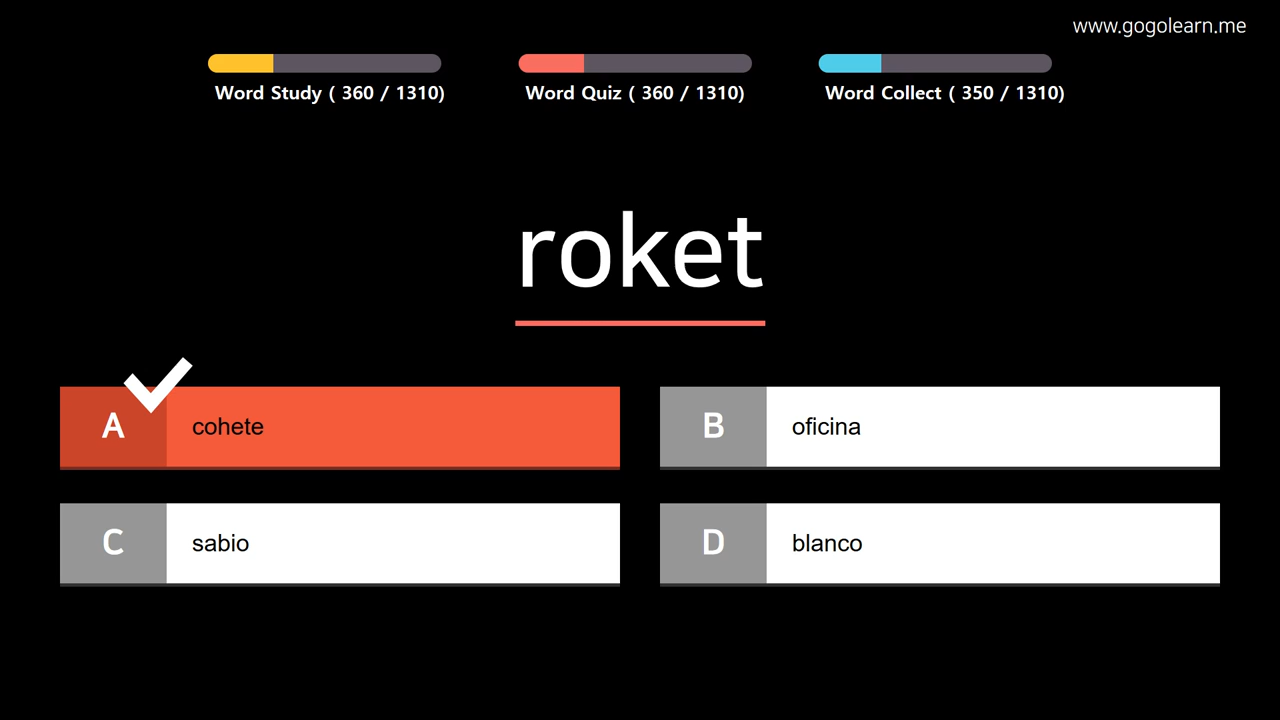 www.gogolearn.me
Word Study ( 360 / 1310)
Word Quiz ( 360 / 1310)
Word Collect ( 350 / 1310)
roket
A cohete
B oficina
C sabio
D blanco